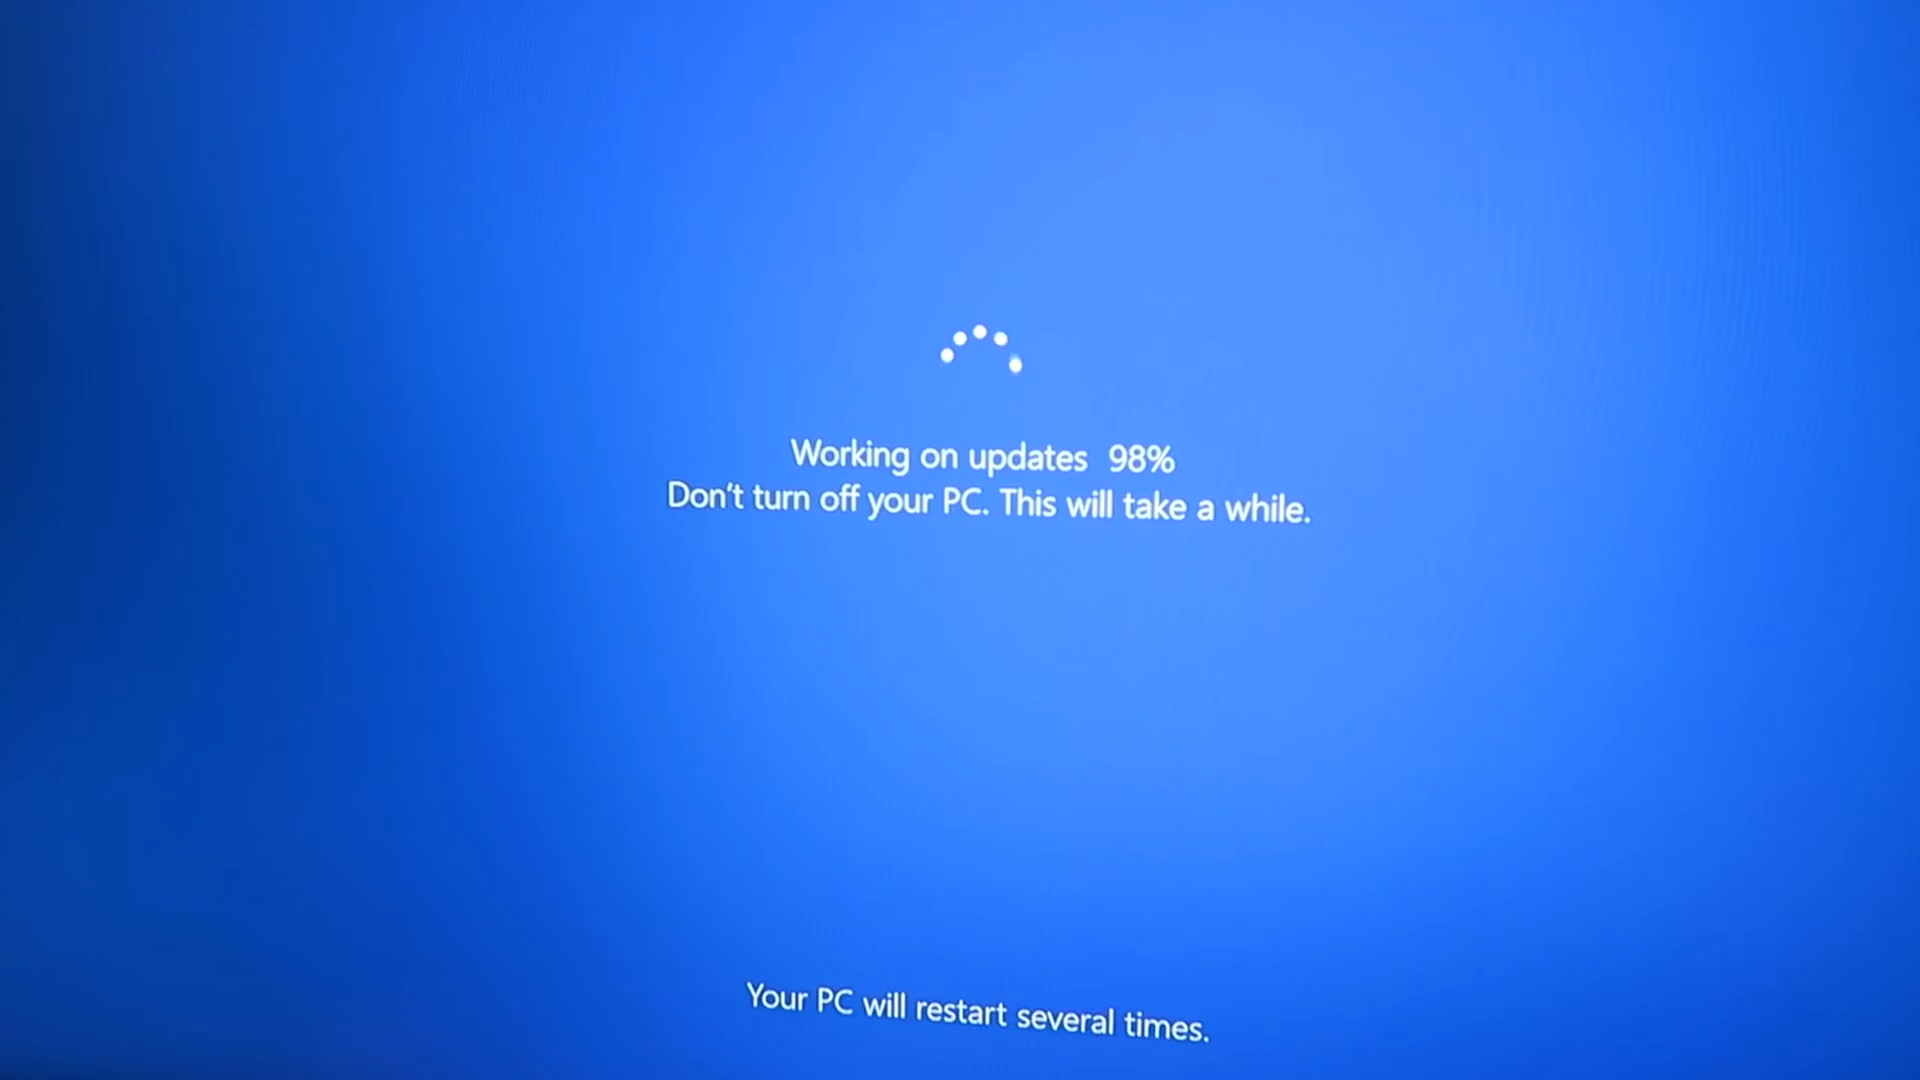 Working on updates 98%
Don't turn off your PC. This will take a while.
Your PC will restart several times.